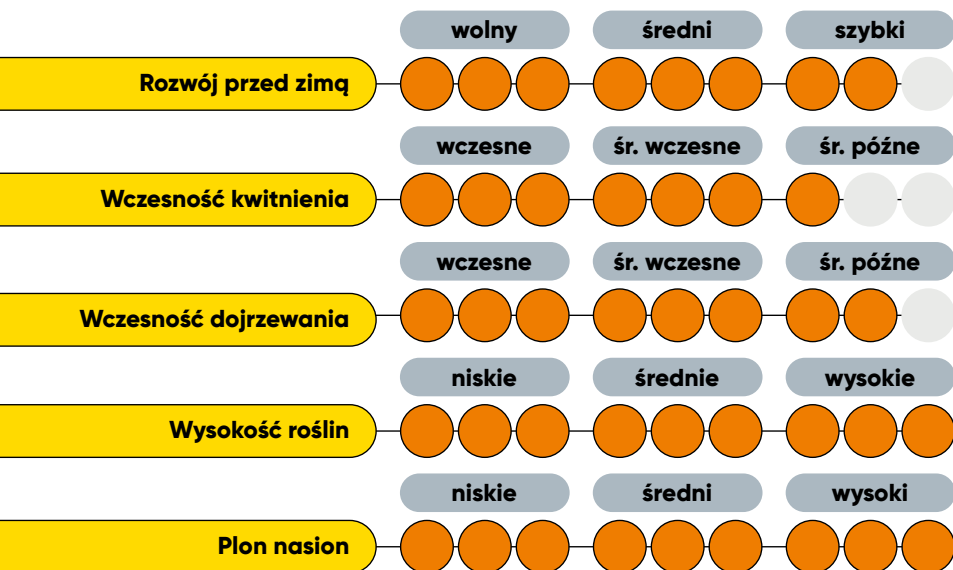 wolny średni szybki
Rozwój przed zimą
wczesne śr. wczesne śr. późne
Wczesność kwitnienia
wczesne śr. wczesne śr. późne
Wczesność dojrzewania
niskie średnie wysokie
Wysokość roślin
niskie średni wysoki
Plon nasion